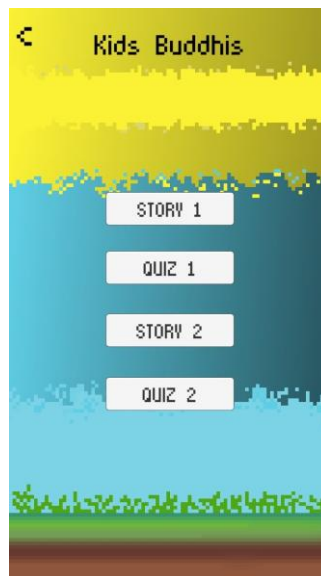 <
Kids Buddhis
STORY 1
QUIZ 1
STORY 2
QUIZ 2